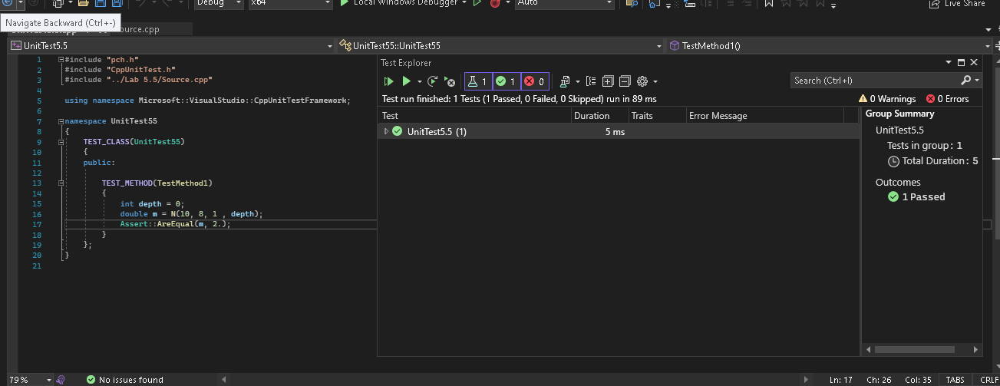 Debug
x64
Local Windows Debugger
Auto
Live Share
Navigate Backward (Ctrl+-)
ource.cpp
UnitTest5.5
UnitTest55::UnitTest55
TestMethod1()
1 #include "pch.h"
2 #include "CppUnitTest.h"
3 #include "../Lab 5.5/Source.cpp"
4
5 using namespace Microsoft::VisualStudio::CppUnitTestFramework;
6
7 namespace UnitTest55
8 {
9 TEST_CLASS(UnitTest55)
10 {
11 public:
12
13 TEST_METHOD(TestMethod1)
14 {
15 int depth = 0;
16 double m = N(10, 8, 1 , depth);
17 Assert::AreEqual(m, 2.);
18 }
19 };
20 }
21
Test Explorer
1 1 0
Search (Ctrl+I)
Test run finished: 1 Tests (1 Passed, 0 Failed, 0 Skipped) run in 89 ms
0 Warnings 0 Errors
Test Duration Traits Error Message
UnitTest5.5 (1) 5 ms
Group Summary
UnitTest5.5
Tests in group: 1
Total Duration: 5
Outcomes
1 Passed
79 %
No issues found
Ln: 17 Ch: 26 Col: 35 TABS CRLF